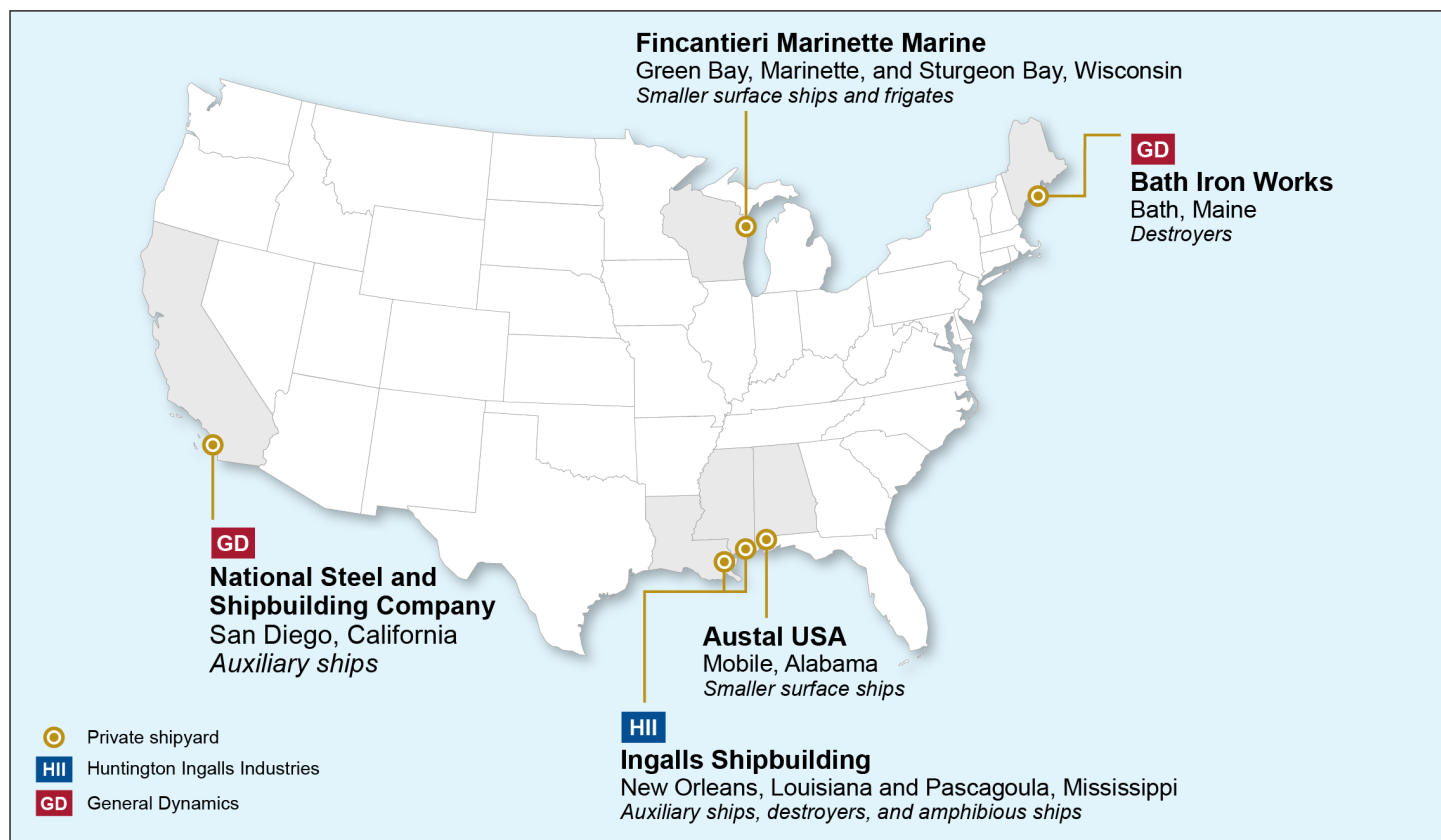 Fincantieri Marinette Marine
Green Bay, Marinette, and Sturgeon Bay, Wisconsin
Smaller surface ships and frigates
GD
Bath Iron Works
Bath, Maine
Destroyers
GD
National Steel and
Shipbuilding Company
San Diego, California
Auxiliary ships
Austal USA
Mobile, Alabama
Smaller surface ships
HII
Ingalls Shipbuilding
New Orleans, Louisiana and Pascagoula, Mississippi
Auxiliary ships, destroyers, and amphibious ships
Private shipyard
HII Huntington Ingalls Industries
GD General Dynamics